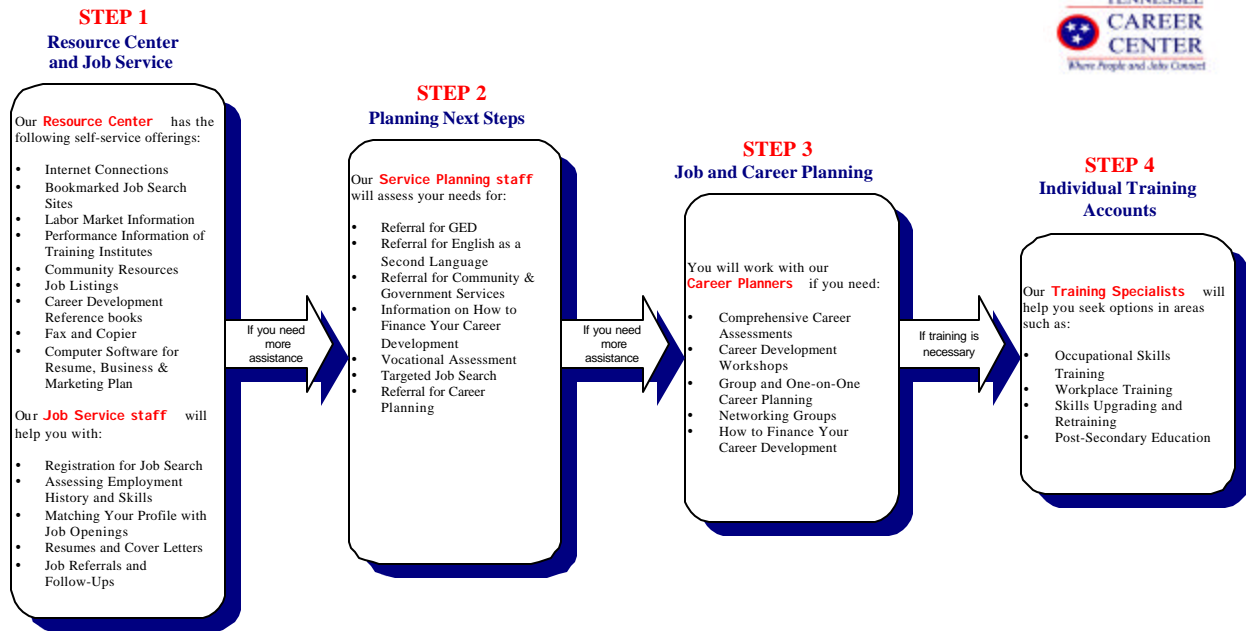 STEP 1
Resource Center
and Job Service
Our Resource Center has the
following self-service offerings:
• Internet Connections
• Bookmarked Job Search
Sites
• Labor Market Information
• Performance Information of
Training Institutes
• Community Resources
• Job Listings
• Career Development
Reference books
• Fax and Copier
• Computer Software for
Resume, Business &
Marketing Plan
Our Job Service staff will
help you with:
• Registration for Job Search
• Assessing Employment
History and Skills
• Matching Your Profile with
Job Openings
• Resumes and Cover Letters
• Job Referrals and
Follow-Ups
If you need
more
assistance
STEP 2
Planning Next Steps
Our Service Planning staff
will assess your needs for:
• Referral for GED
• Referral for English as a
Second Language
• Referral for Community &
Government Services
• Information on How to
Finance Your Career
Development
• Vocational Assessment
• Targeted Job Search
• Referral for Career
Planning
If you need
more
assistance
STEP 3
Job and Career Planning
You will work with our
Career Planners if you need:
• Comprehensive Career
Assessments
• Career Development
Workshops
• Group and One-on-One
Career Planning
• Networking Groups
• How to Finance Your
Career Development
If training is
necessary
TENNESSEE
CAREER
CENTER
Where People and Jobs Connect
STEP 4
Individual Training
Accounts
Our Training Specialists will
help you seek options in areas
such as:
• Occupational Skills
Training
• Workplace Training
• Skills Upgrading and
Retraining
• Post-Secondary Education